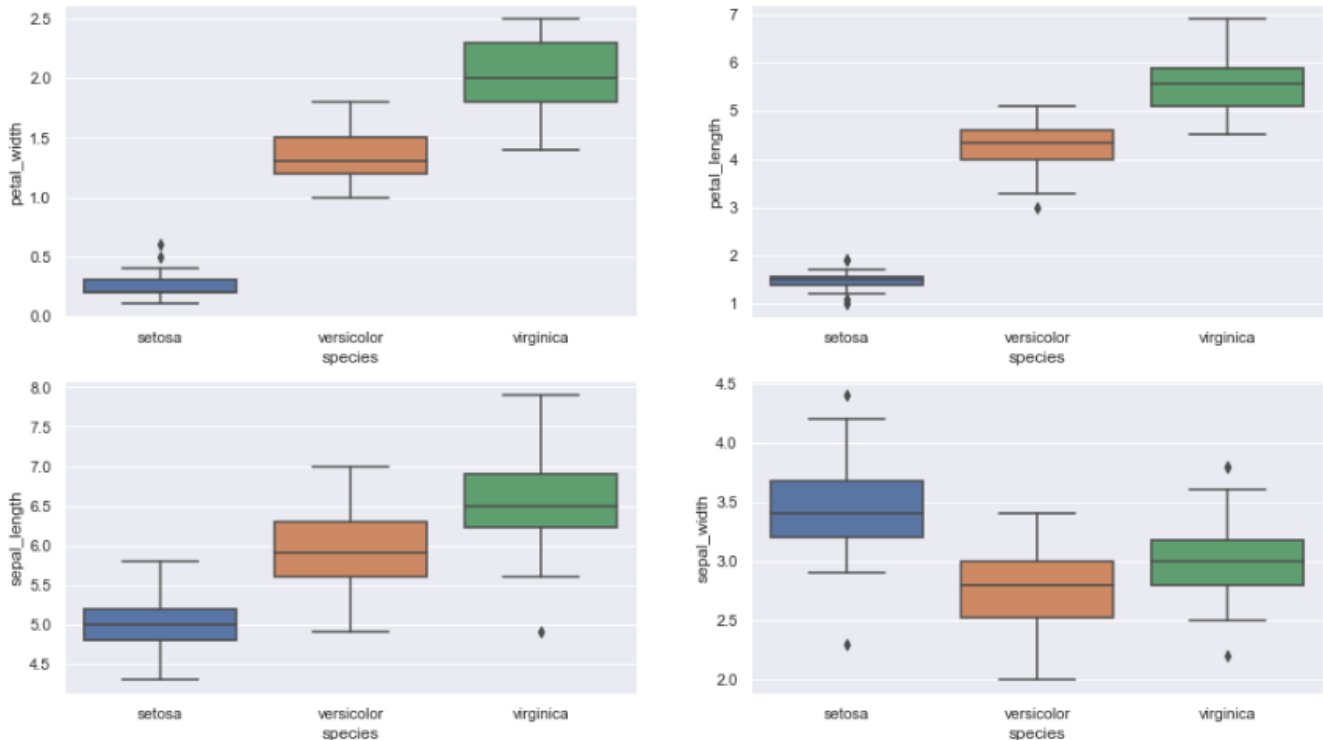 petal_width
2.5
2.0
1.5
1.0
0.5
0.0
setosa versicolor virginica
species
petal_length
7
6
5
4
3
2
1
setosa versicolor virginica
species
sepal_length
8.0
7.5
7.0
6.5
6.0
5.5
5.0
4.5
setosa versicolor virginica
species
sepal_width
4.5
4.0
3.5
3.0
2.5
2.0
setosa versicolor virginica
species